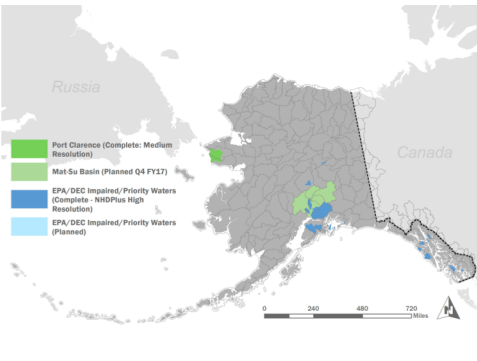 Russia
Canada
Port Clarence (Complete: Medium
Resolution)
Mat-Su Basin (Planned Q4 FY17)
EPA/DEC Impaired/Priority Waters
(Complete - NHDPlus High
Resolution)
EPA/DEC Impaired/Priority Waters
(Planned)
0 240 480 720
Miles